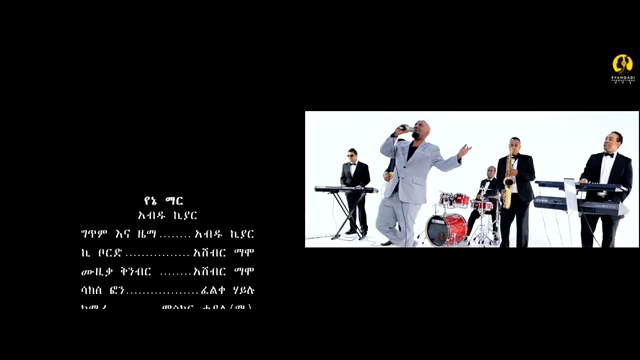 የኔ ማር
አብዱ ኪያር
ግጥም እና ዜማ........አብዱ ኪያር
ኪ ቦርድ................አሸብር ማሞ
ሙዚቃ ቅንብር ........አሸብር ማሞ
ሳክስ ፎን..................ፈልቀ ሃይሉ